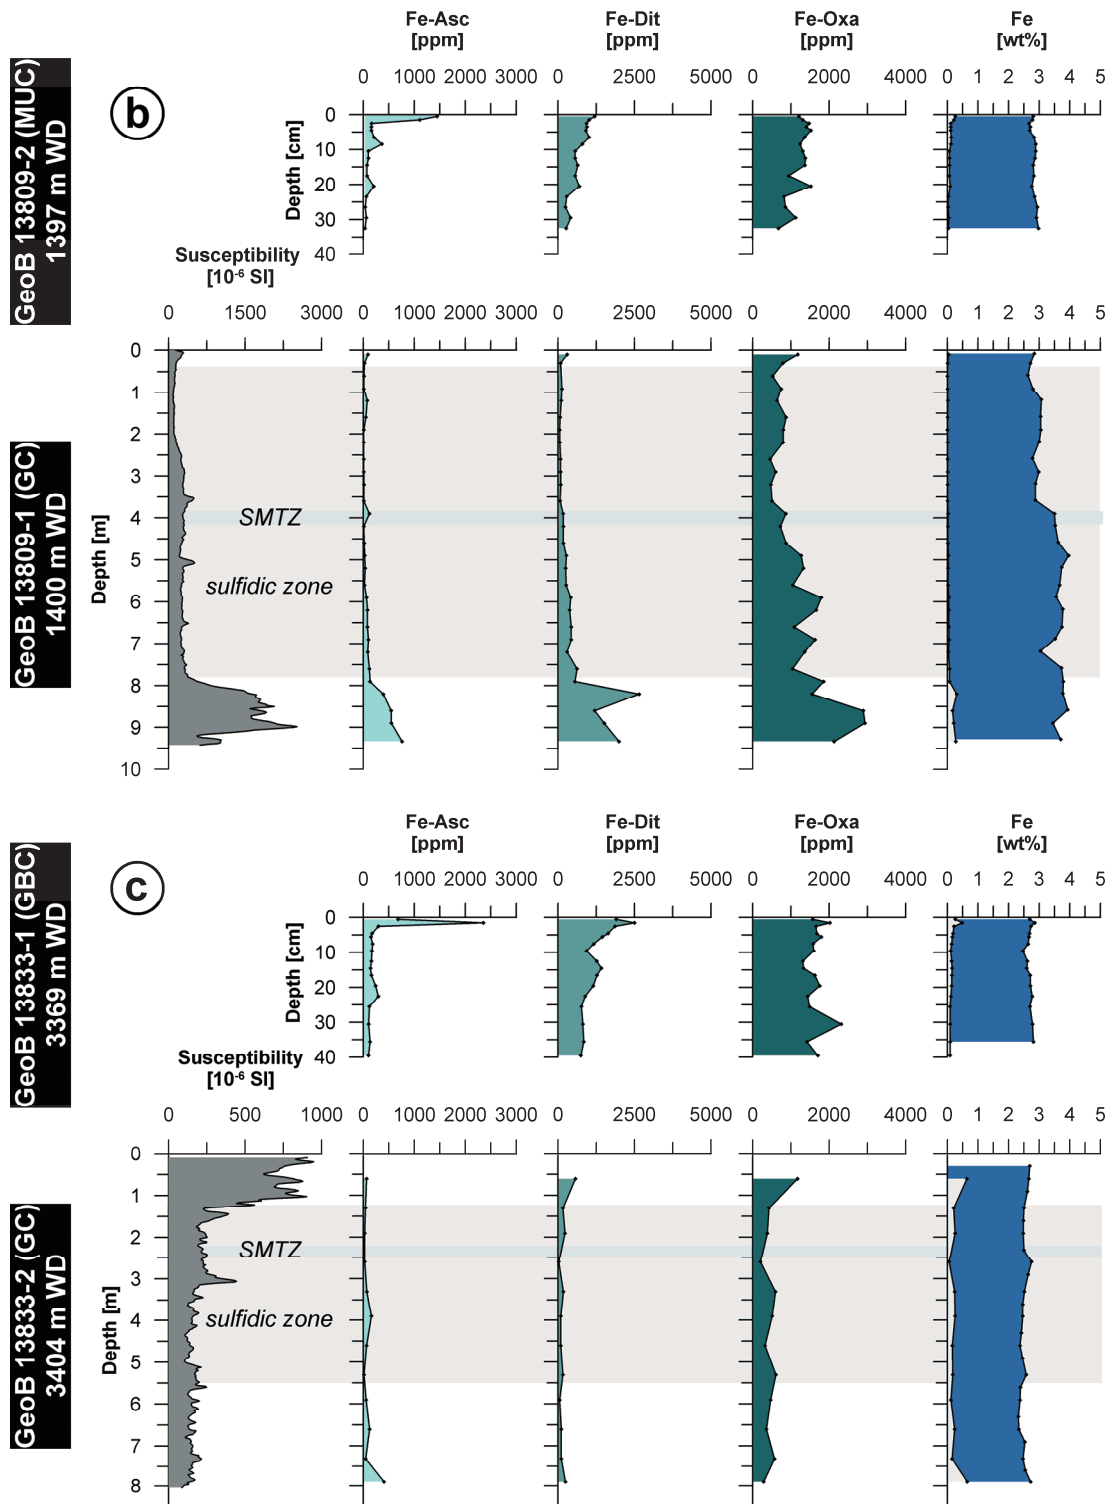 Fe-Asc Fe-Dit Fe-Oxa Fe
[ppm] [ppm] [ppm] [wt%]
0 1000 2000 3000 0 2500 5000 0 2000 4000 0 1 2 3 4 5
b
GeoB 13809-2 (MUC)
1397 m WD
Depth [cm]
0
10
20
30
40
Susceptibility
[10⁻⁶ SI]
0 1500 3000 0 1000 2000 3000 0 2500 5000 0 2000 4000 0 1 2 3 4 5
GeoB 13809-1 (GC)
1400 m WD
Depth [m]
0
1
2
3
4
5
6
7
8
9
10
SMTZ
sulfidic zone
Fe-Asc Fe-Dit Fe-Oxa Fe
[ppm] [ppm] [ppm] [wt%]
0 1000 2000 3000 0 2500 5000 0 2000 4000 0 1 2 3 4 5
c
GeoB 13833-1 (GBC)
3369 m WD
Depth [cm]
0
10
20
30
40
Susceptibility
[10⁻⁶ SI]
0 500 1000 0 1000 2000 3000 0 2500 5000 0 2000 4000 0 1 2 3 4 5
GeoB 13833-2 (GC)
3404 m WD
Depth [m]
0
1
2
3
4
5
6
7
8
SMTZ
sulfidic zone